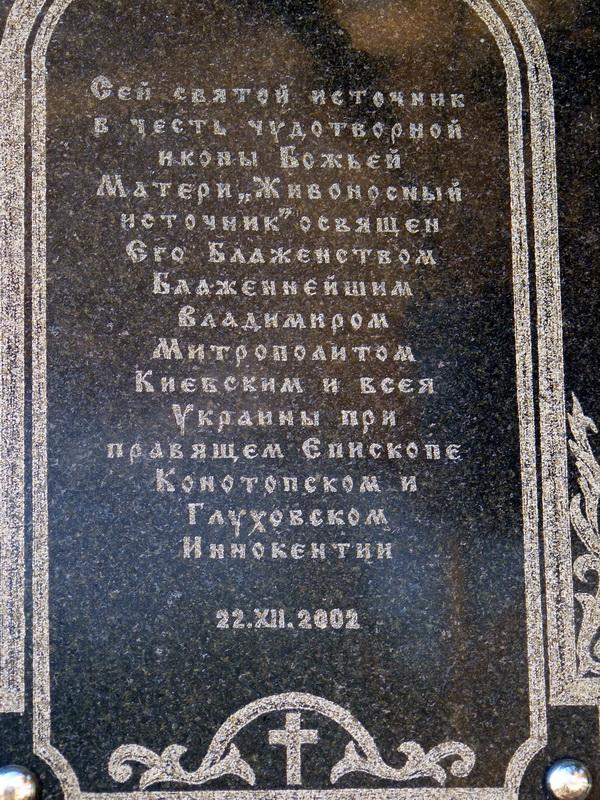 Сей святой источник
в честь чудотворной
иконы Божьей
Матери „Живоносный
источник” освящен
Его Блаженством
Блаженнейшим
Владимиром
Митрополитом
Киевским и всея
Украины при
правящем Епископе
Конотопском и
Глуховском
Иннокентии
22.XII.2002